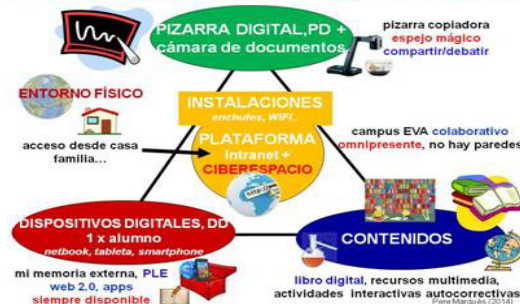 PIZARRA DIGITAL,PD +
cámara de documentos
pizarra copiadora
espejo mágico
compartir/debatir
ENTORNO FÍSICO
INSTALACIONES
enchufes, WiFi..
acceso desde casa
familia…
PLATAFORMA
Intranet +
CIBERESPACIO
http://
campus EVA colaborativo
omnipresente, no hay paredes
DISPOSITIVOS DIGITALES, DD
1 x alumno
netbook, tableta, smartphone
CONTENIDOS
mi memoria externa, PLE
web 2.0, apps
siempre disponible
libro digital, recursos multimedia,
actividades interactivas autocorrectivas
Pere Marquès (2014)